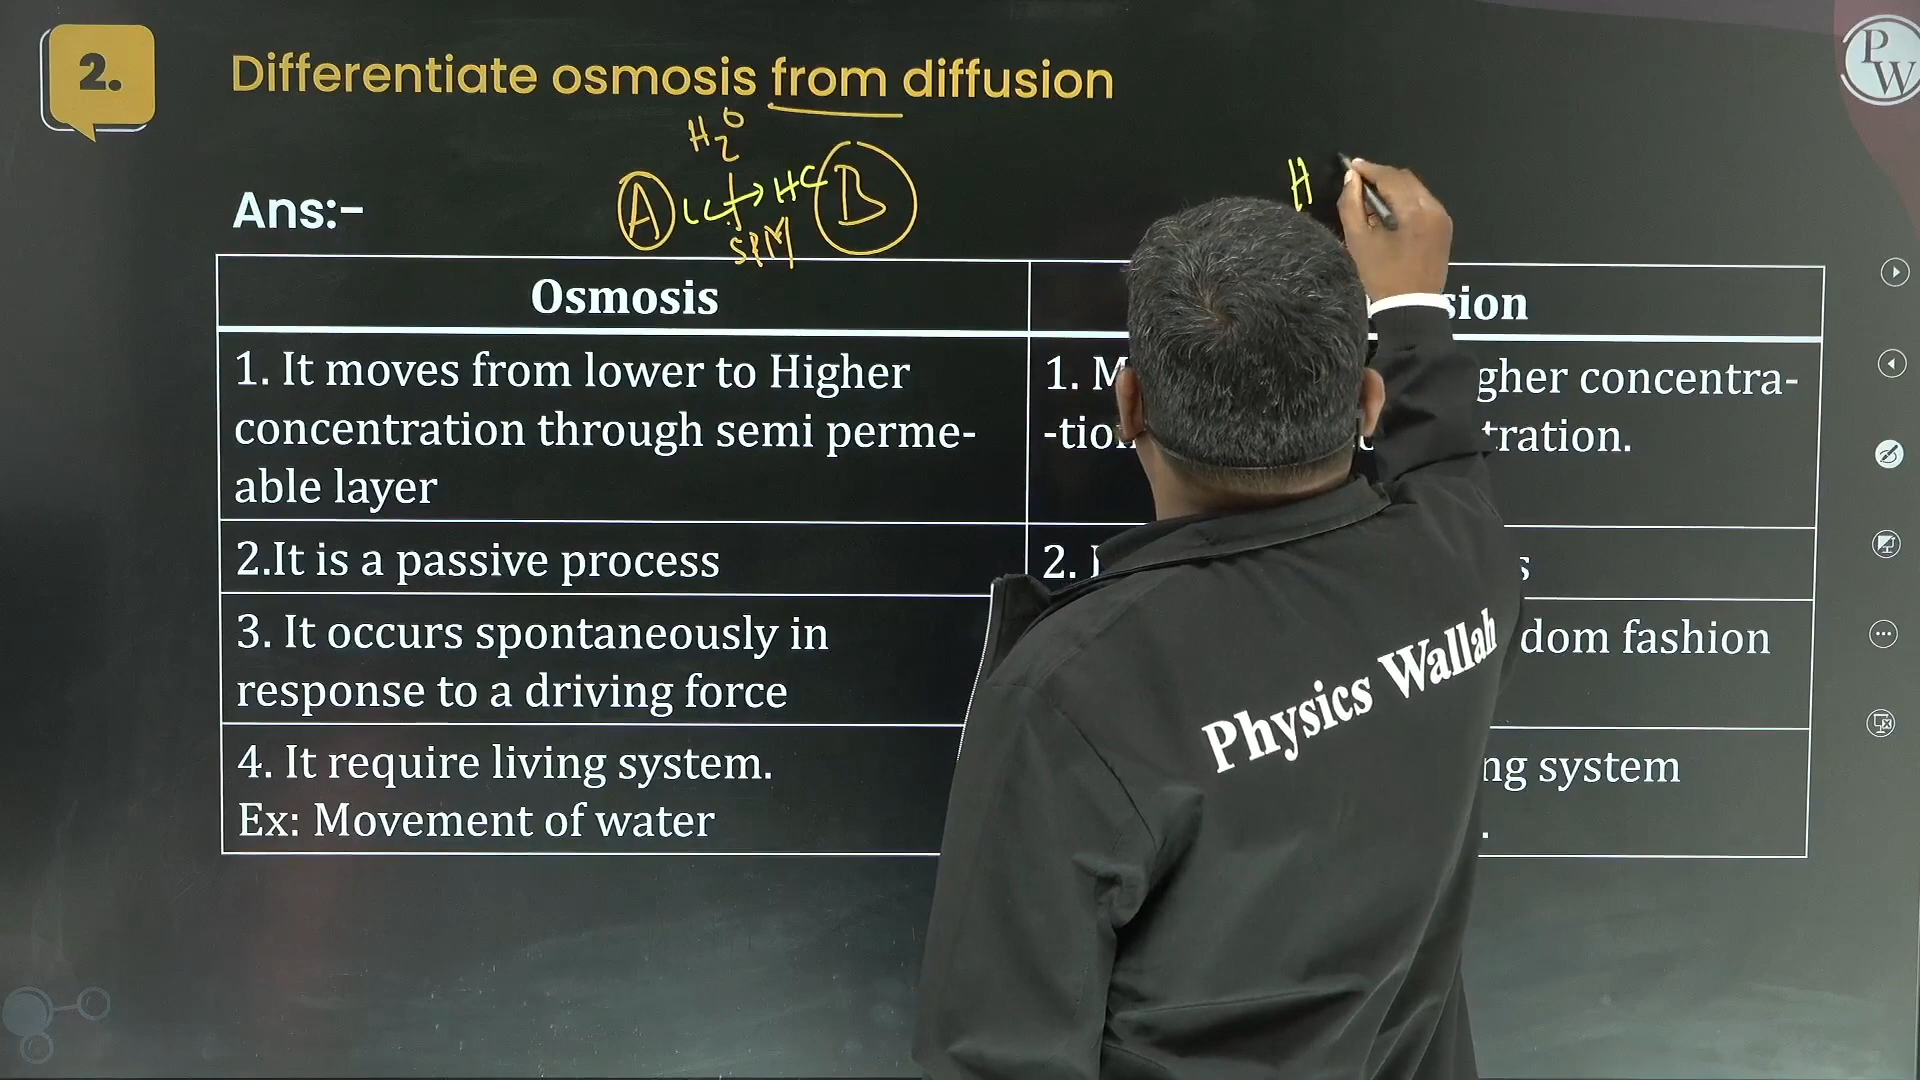 2.
Differentiate osmosis from diffusion
P
W
H2O
A LC → HC B
SPM
H
Ans:-
Osmosis
sion
1. It moves from lower to Higher
concentration through semi perme-
able layer
1. M
gher concentra-
-tion
tration.
2.It is a passive process
2. I
s
3. It occurs spontaneously in
response to a driving force
dom fashion
4. It require living system.
Ex: Movement of water
ng system
.
Physics Wallah